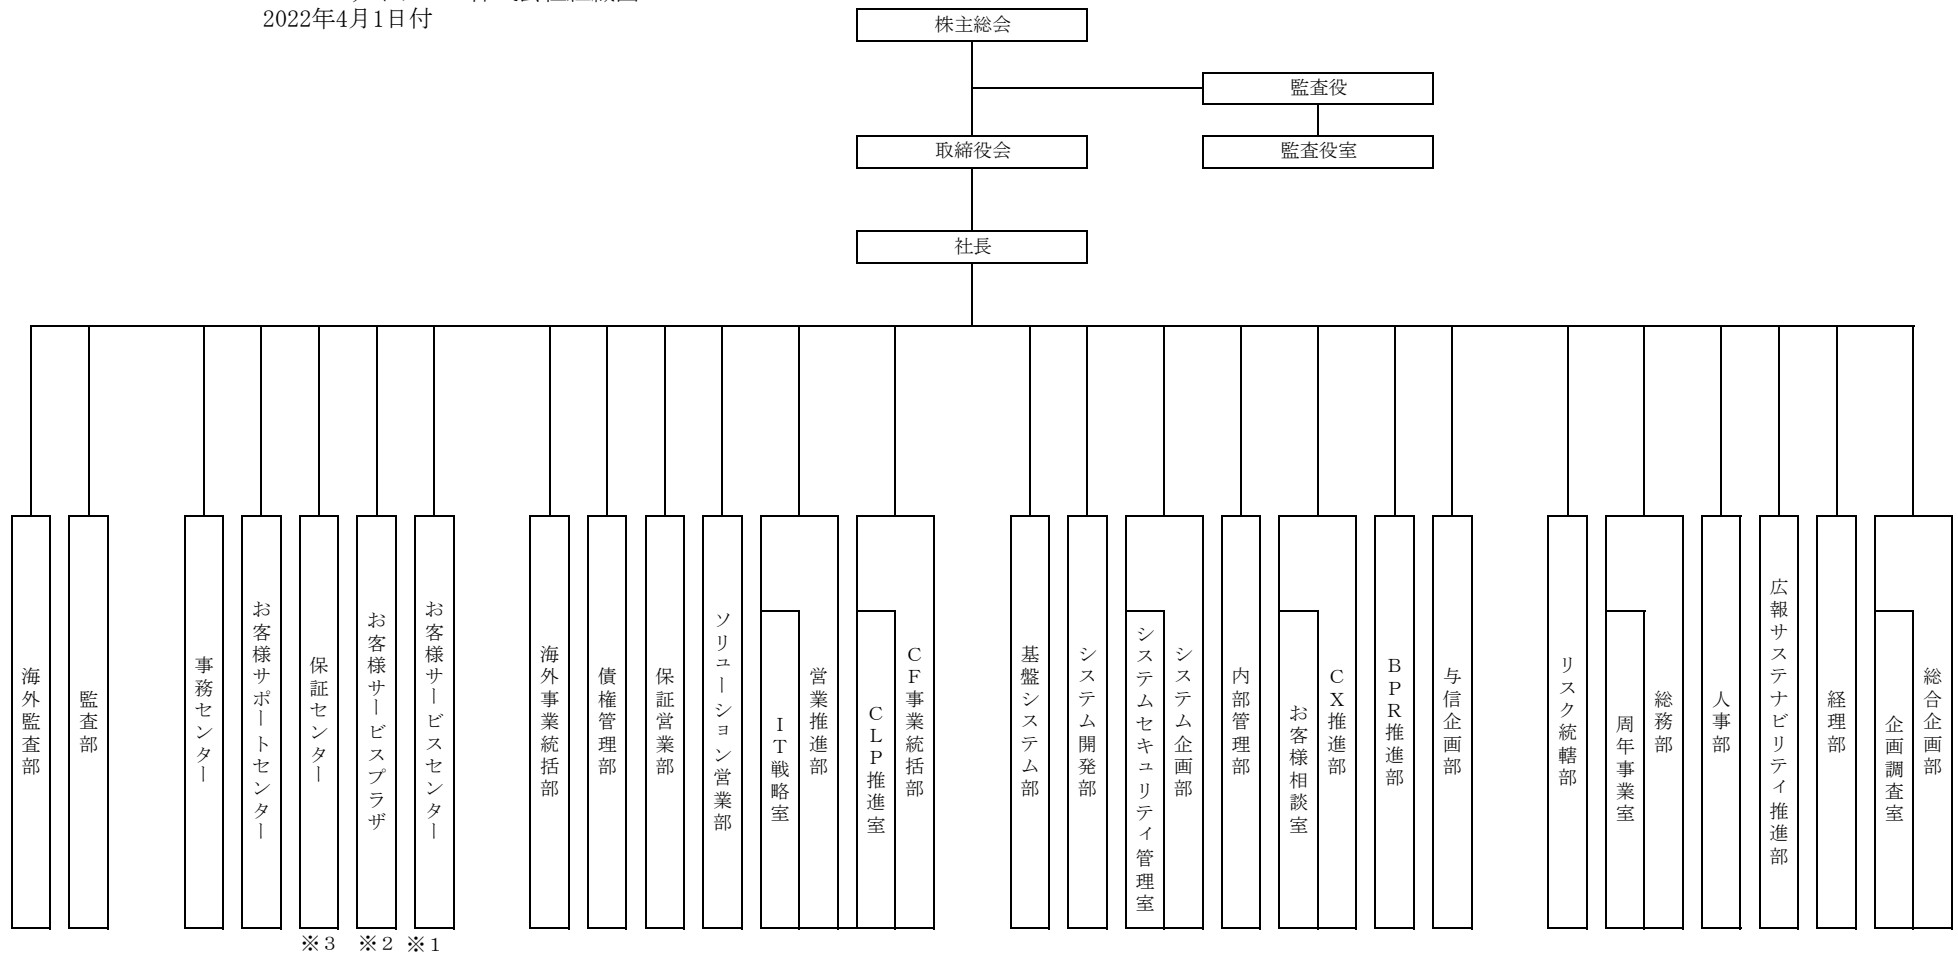 2022年4月1日付
株主総会
監査役
取締役会
監査役室
社長
海外監査部
監査部
事務センター
お客様サポートセンター
保証センター
お客様サービスプラザ
お客様サービスセンター
海外事業統括部
債権管理部
保証営業部
ソリューション営業部
IT戦略室
営業推進部
CLP推進室
CF事業統括部
基盤システム部
システム開発部
システムセキュリティ管理室
システム企画部
内部管理部
お客様相談室
CX推進部
BPR推進部
与信企画部
リスク統轄部
周年事業室
総務部
人事部
広報サステナビリティ推進部
経理部
企画調査室
総合企画部
※3
※2
※1